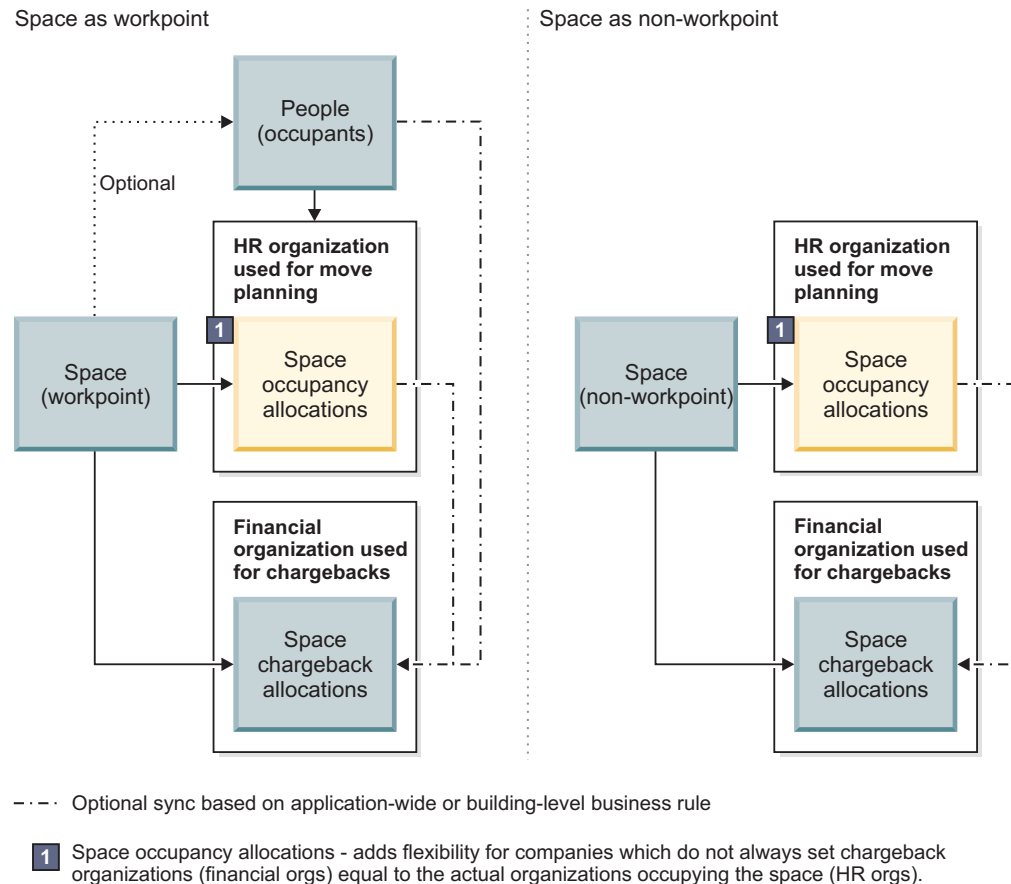 Space as workpoint
Space as non-workpoint
People
(occupants)
Optional
HR organization
used for move
planning
1
Space
(workpoint)
Space
occupancy
allocations
Financial
organization used
for chargebacks
Space
chargeback
allocations
HR organization
used for move
planning
1
Space
(non-workpoint)
Space
occupancy
allocations
Financial
organization used
for chargebacks
Space
chargeback
allocations
Optional sync based on application-wide or building-level business rule
1 Space occupancy allocations - adds flexibility for companies which do not always set chargeback
organizations (financial orgs) equal to the actual organizations occupying the space (HR orgs).